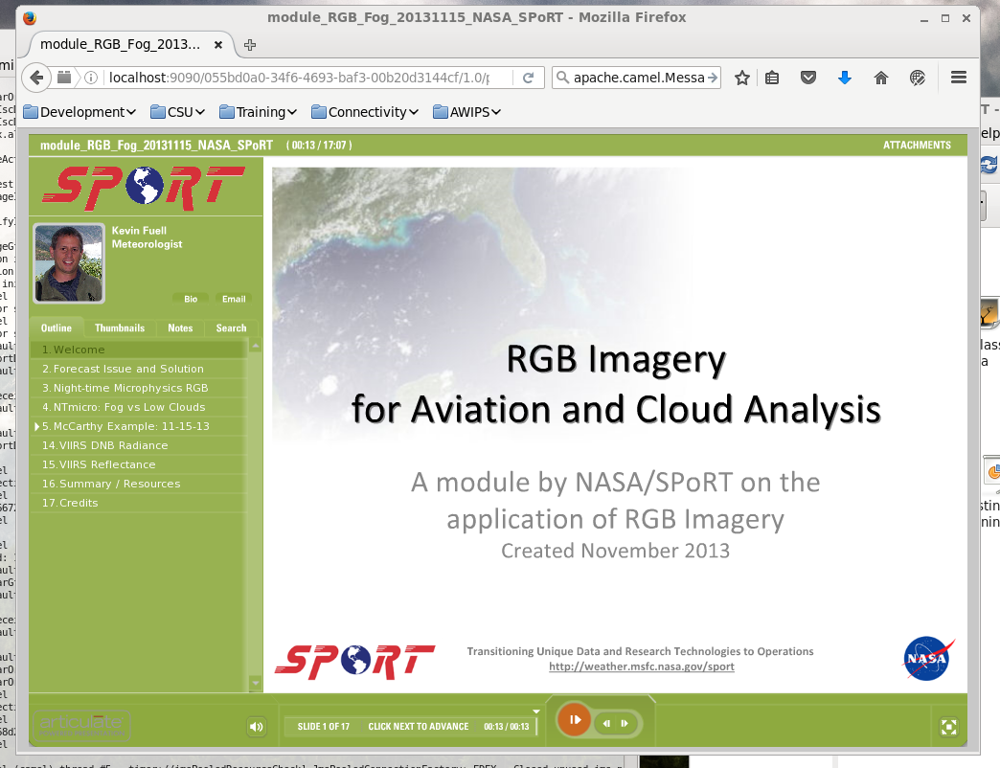 module_RGB_Fog_20131115_NASA_SPoRT - Mozilla Firefox
module_RGB_Fog_2013...
localhost:9090/055bd0a0-34f6-4693-baf3-00b20d3144cf/1.0/p
apache.camel.Messa
Development
CSU
Training
Connectivity
AWIPS
module_RGB_Fog_20131115_NASA_SPoRT ( 00:13 / 17:07 )
ATTACHMENTS
SPORT
Kevin Fuell
Meteorologist
Bio Email
Outline Thumbnails Notes Search
1. Welcome
2. Forecast Issue and Solution
3. Night-time Microphysics RGB
4. NTmicro: Fog vs Low Clouds
5. McCarthy Example: 11-15-13
14. VIIRS DNB Radiance
15. VIIRS Reflectance
16. Summary / Resources
17. Credits
RGB Imagery
for Aviation and Cloud Analysis
A module by NASA/SPoRT on the
application of RGB Imagery
Created November 2013
SPORT
Transitioning Unique Data and Research Technologies to Operations
http://weather.msfc.nasa.gov/sport
NASA
articulate
SLIDE 1 OF 17 CLICK NEXT TO ADVANCE 00:13 / 00:13